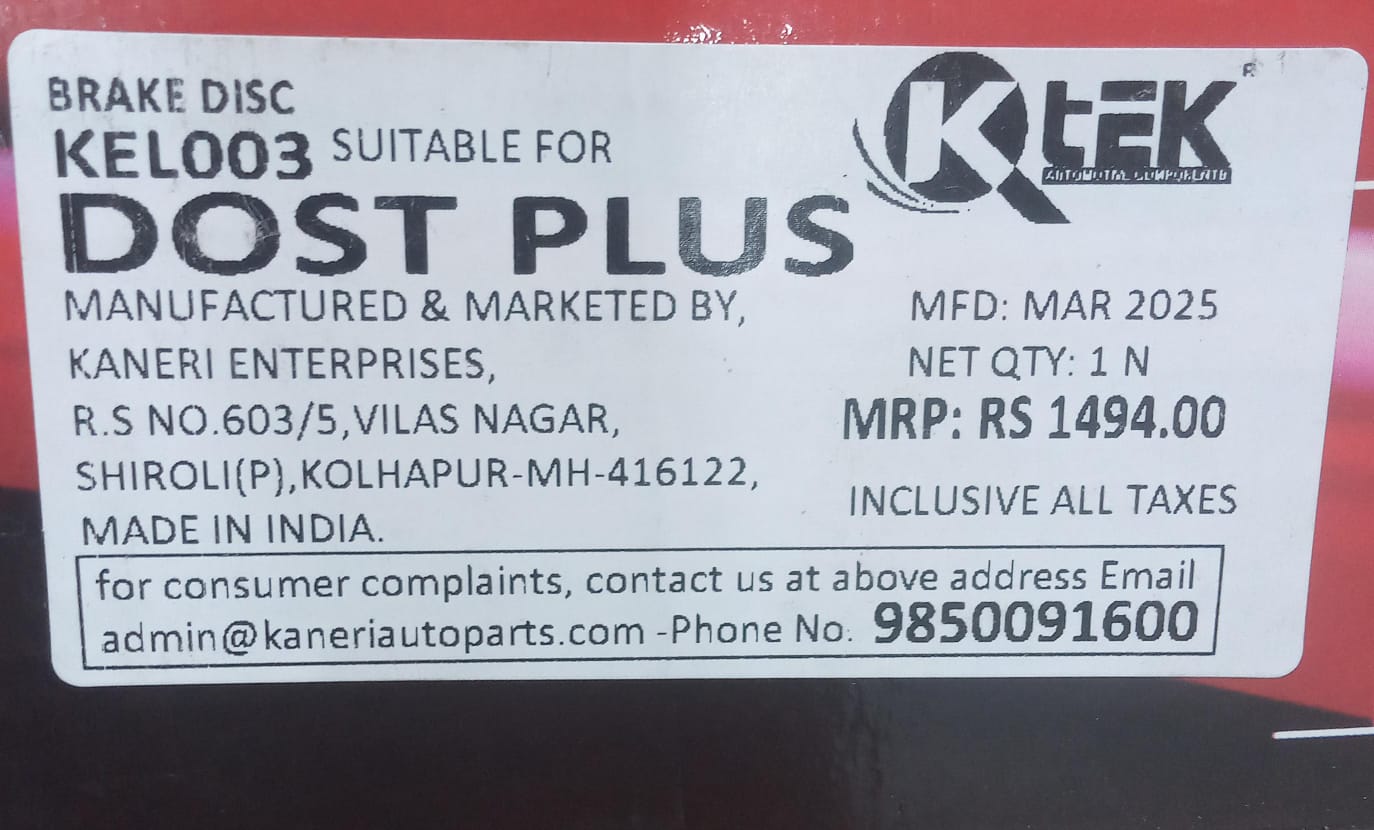 BRAKE DISC
KEL003 SUITABLE FOR
DOST PLUS
KtEK R
AUTOMOTIVE COMPONENTS
MANUFACTURED & MARKETED BY,
KANERI ENTERPRISES,
R.S NO.603/5,VILAS NAGAR,
SHIROLI(P),KOLHAPUR-MH-416122,
MADE IN INDIA.
MFD: MAR 2025
NET QTY: 1 N
MRP: RS 1494.00
INCLUSIVE ALL TAXES
for consumer complaints, contact us at above address Email
admin@kaneriautoparts.com -Phone No. 9850091600